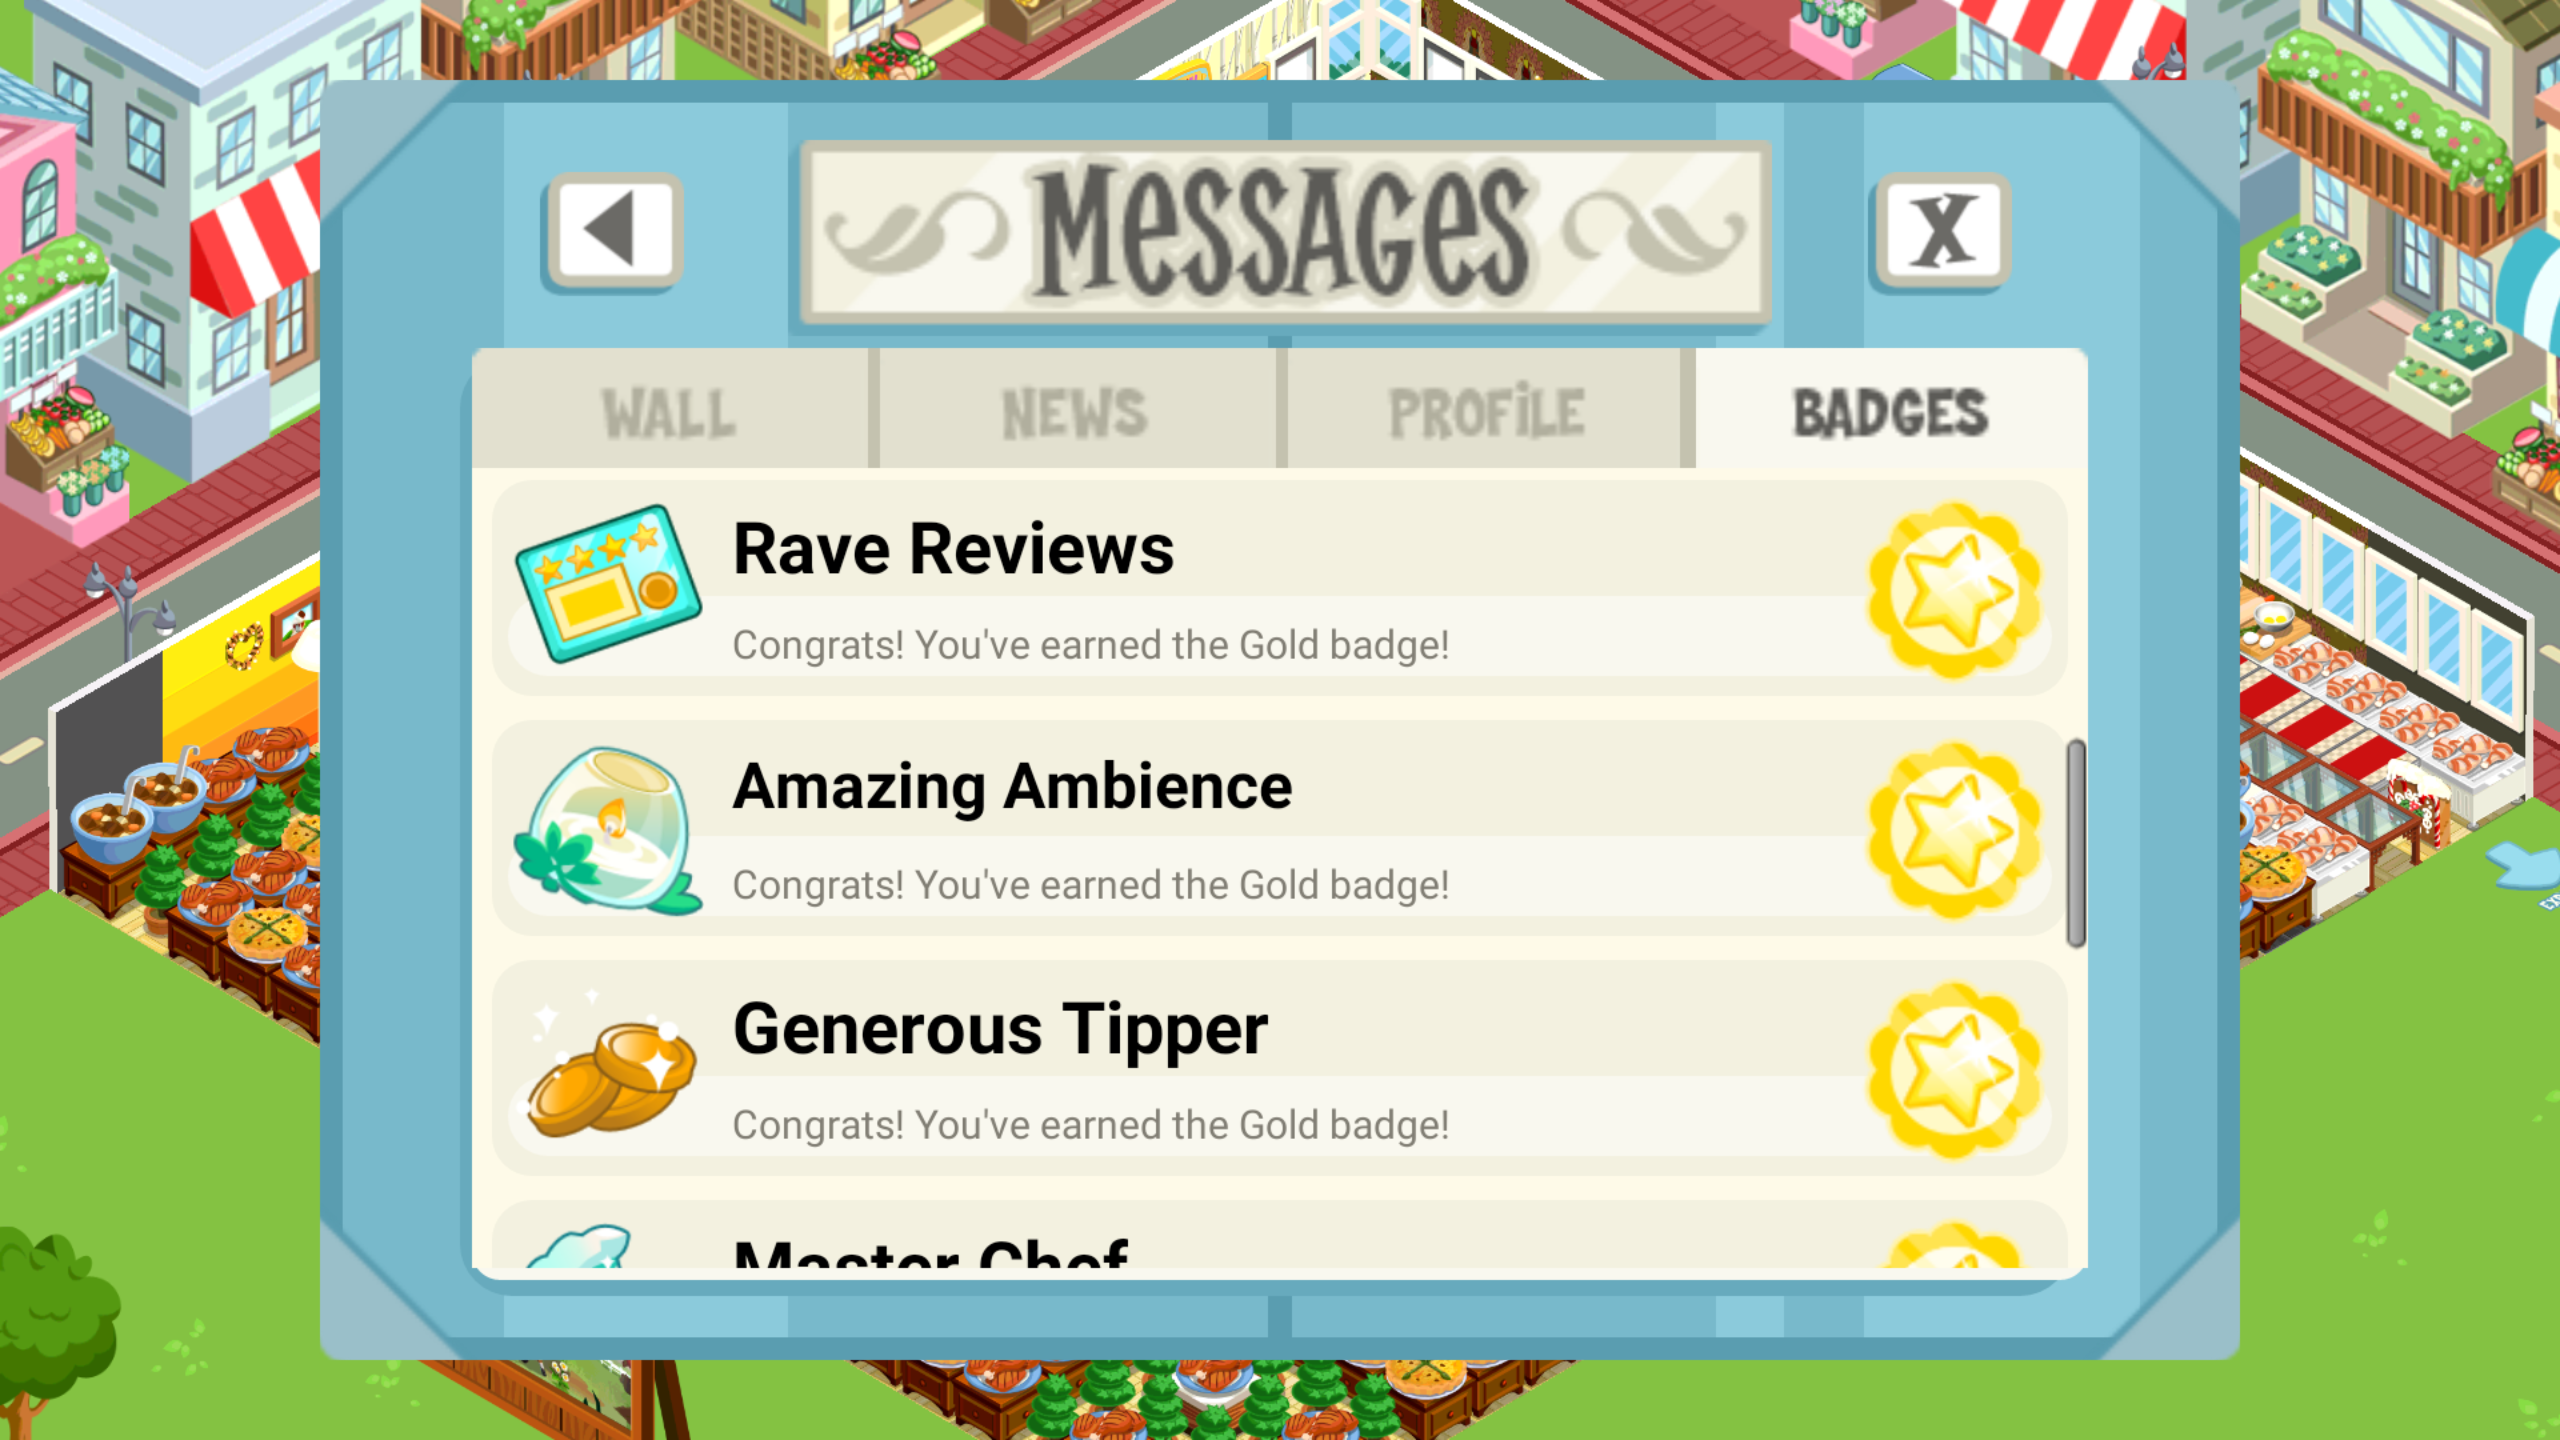 MESSAGES
X
WALL
NEWS
PROFILE
BADGES
Rave Reviews
Congrats! You've earned the Gold badge!
Amazing Ambience
Congrats! You've earned the Gold badge!
Generous Tipper
Congrats! You've earned the Gold badge!
Master Chef